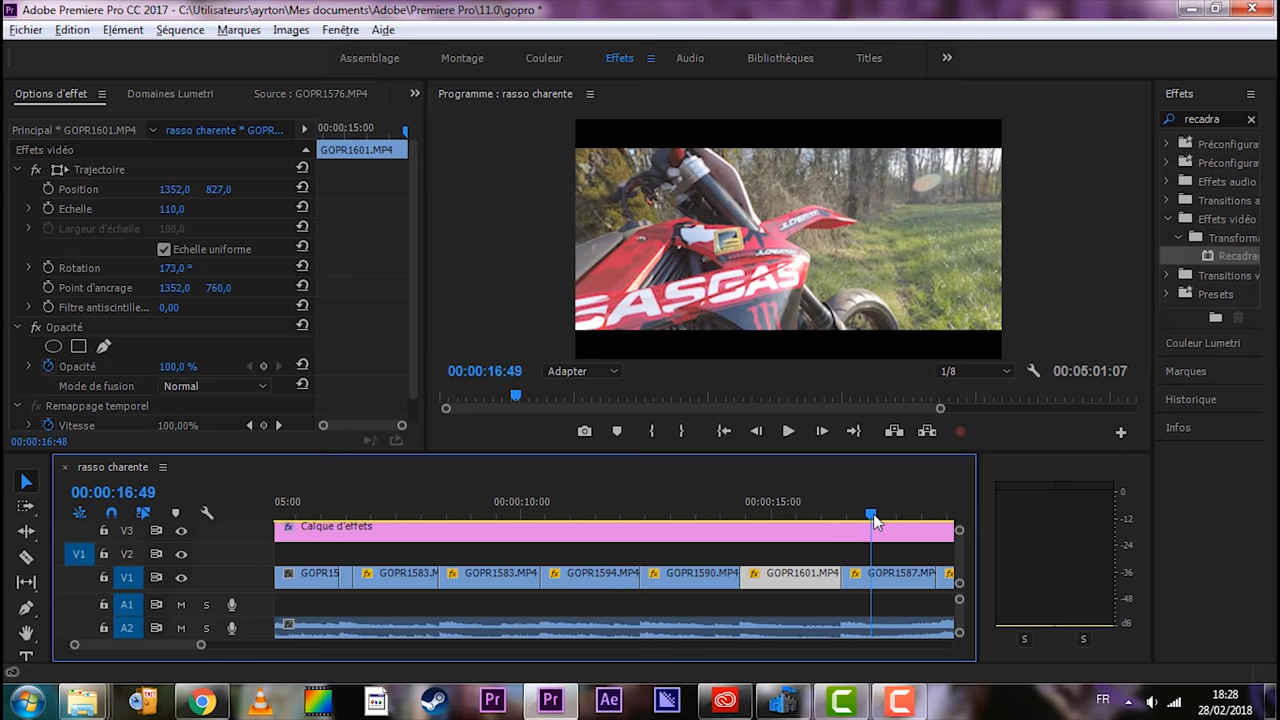 Adobe Premiere Pro CC 2017 - C:\Utilisateurs\ayrton\Mes documents\Adobe\Premiere Pro\11.0\gopro *
Fichier Edition Elément Séquence Marques Images Fenêtre Aide
Assemblage Montage Couleur Effets Audio Bibliothèques Titles
Options d'effet Domaines Lumetri Source : GOPR1576.MP4
Programme : rasso charente
Effets
recadra
Principal * GOPR1601.MP4 rasso charente * GOPR...
00:00:15:00
Effets vidéo
GOPR1601.MP4
Trajectoire
Position 1352,0 827,0
Echelle 110,0
Largeur d'échelle 100,0
Echelle uniforme
Rotation 173,0 °
Point d'ancrage 1352,0 760,0
Filtre antiscintille... 0,00
Opacité
Opacité 100,0 %
Mode de fusion Normal
Remappage temporel
Vitesse 100,00%
00:00:16:48
JLCREATION
SASGAS
00:00:16:49 Adapter 1/8 00:05:01:07
Préconfigura
Préconfigura
Effets audio
Transitions a
Effets vidéo
Transforma
Recadra
Transitions v
Presets
Couleur Lumetri
Marques
Historique
Infos
rasso charente
00:00:16:49
05:00 00:00:10:00 00:00:15:00
V3 Calque d'effets
V1 V2
V1 GOPR15 GOPR1583.M GOPR1583.MP4 GOPR1594.MP4 GOPR1590.MP4 GOPR1601.MP4 GOPR1587.MP4
A1 M S
A2 M S
0
-12
-24
-36
-48
dB
S S
Pr Pr Ae
FR
18:28
28/02/2018